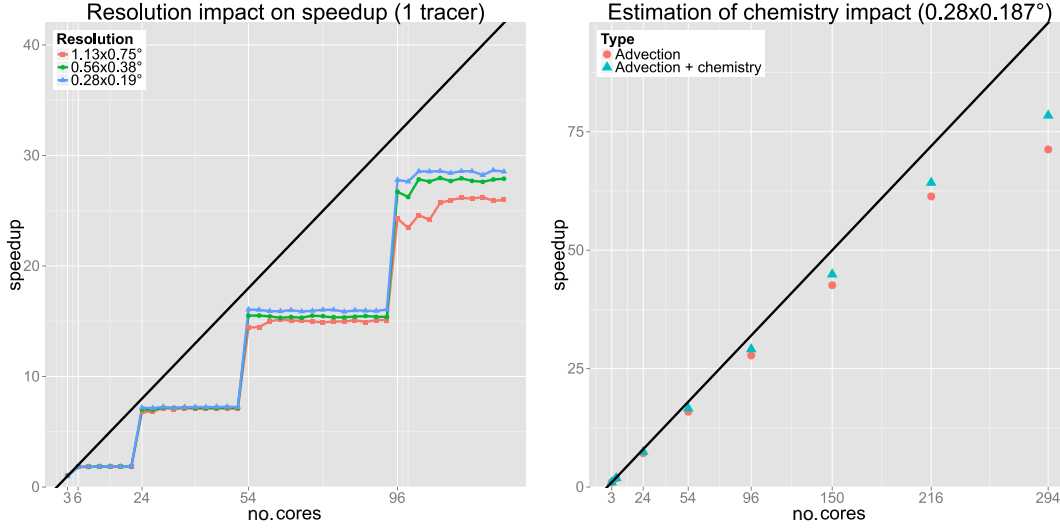 Resolution impact on speedup (1 tracer)
Resolution
1.13x0.75°
0.56x0.38°
0.28x0.19°
40
30
20
10
0
speedup
3 6 24 54 96
no. cores
Estimation of chemistry impact (0.28x0.187°)
Type
Advection
Advection + chemistry
75
50
25
0
speedup
3 24 54 96 150 216 294
no. cores